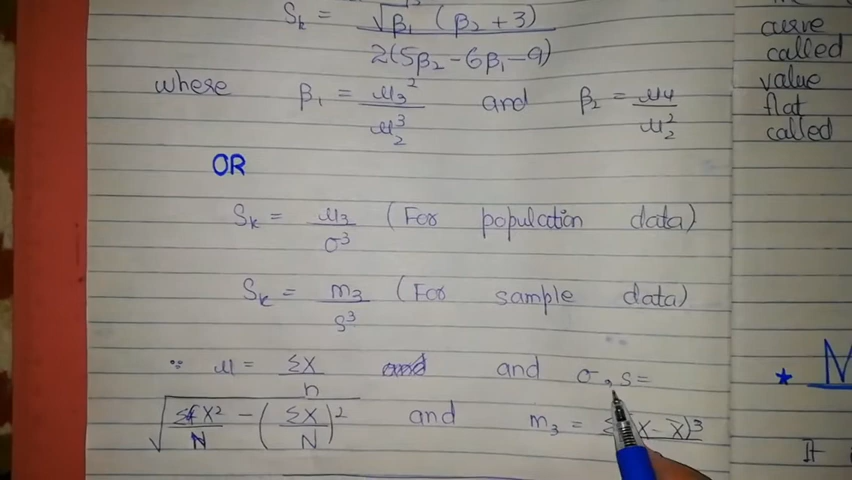 Sk = √β₁ (β₂ + 3) / 2(5β₂ - 6β₁ - 9)
where β₁ = μ₃² / μ₂³ and β₂ = μ₄ / μ₂²
OR
Sk = μ₃ / σ³ (For population data)
Sk = m₃ / s³ (For sample data)
∵ μ = ΣX / n and σ, s =
√(ΣX² / N - (ΣX / N)²) and m₃ = Σ(X - X̄)³
curve
called
value
flat
called
* M
It i